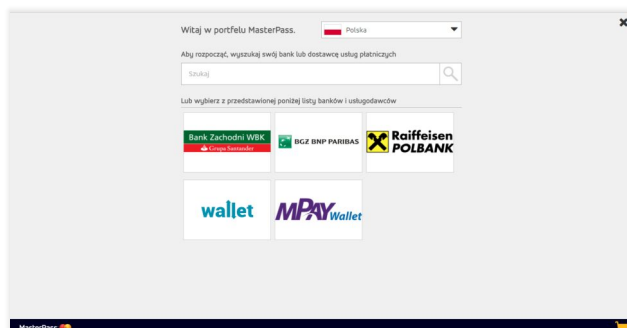 Witaj w portfelu MasterPass.
Polska
Aby rozpocząć, wyszukaj swój bank lub dostawcę usług płatniczych
Szukaj
Lub wybierz z przedstawionej poniżej listy banków i usługodawców
Bank Zachodni WBK
Grupa Santander
BGZ BNP PARIBAS
Raiffeisen
POLBANK
wallet
MPAY Wallet
MasterPass